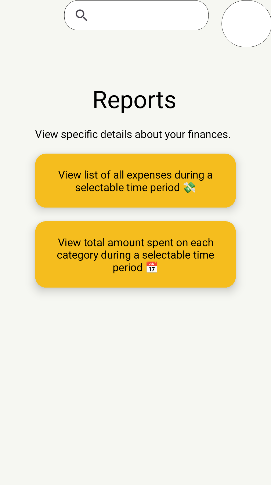 Reports
View specific details about your finances.
View list of all expenses during a
selectable time period 💸
View total amount spent on each
category during a selectable time
period 📅